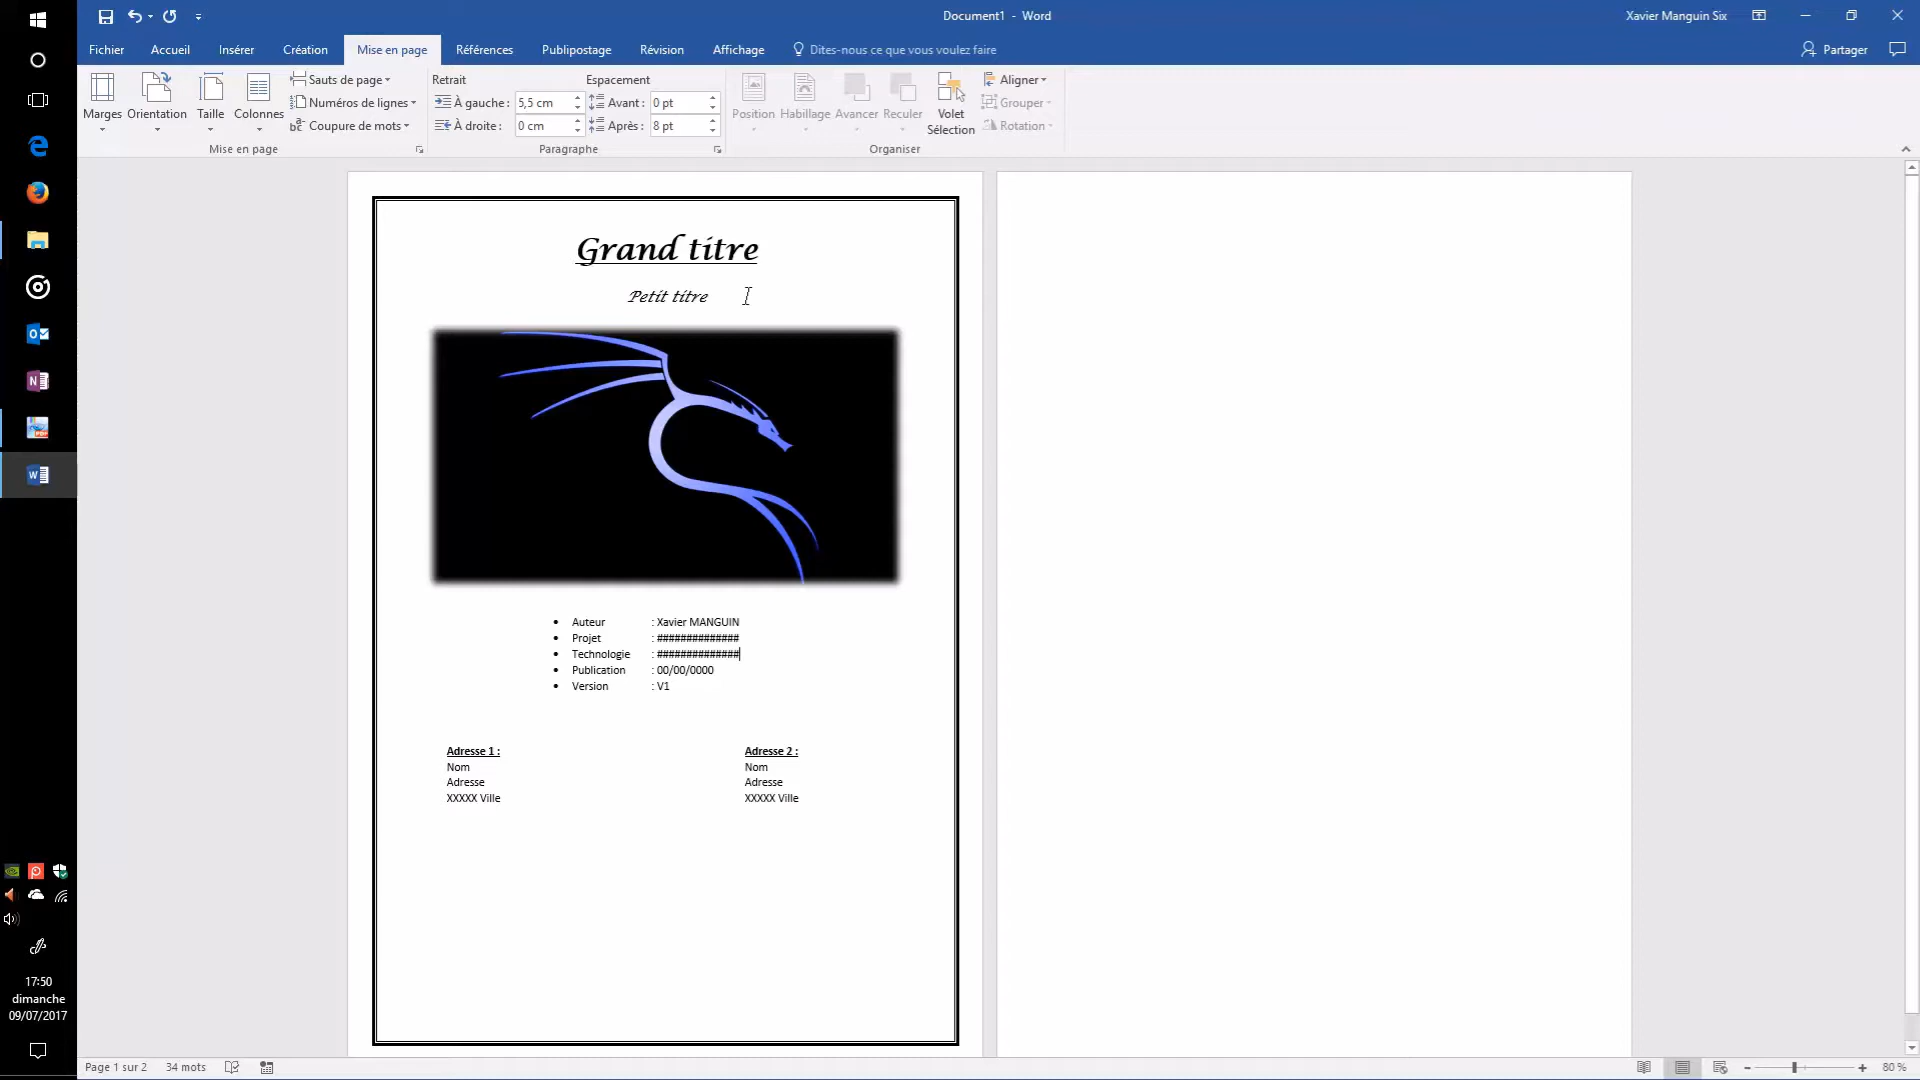 Document1 - Word
Xavier Manguin Six
Fichier Accueil Insérer Création Mise en page Références Publipostage Révision Affichage Dites-nous ce que vous voulez faire Partager
Marges Orientation Taille Colonnes
Sauts de page
Numéros de lignes
Coupure de mots
Mise en page
Retrait Espacement
À gauche : 5,5 cm Avant : 0 pt
À droite : 0 cm Après : 8 pt
Paragraphe
Position Habillage Avancer Reculer Volet Sélection
Aligner
Grouper
Rotation
Organiser
Grand titre
Petit titre
• Auteur : Xavier MANGUIN
• Projet : ##############
• Technologie : ##############
• Publication : 00/00/0000
• Version : V1
Adresse 1 :
Nom
Adresse
XXXXX Ville
Adresse 2 :
Nom
Adresse
XXXXX Ville
17:50
dimanche
09/07/2017
Page 1 sur 2 34 mots
80 %